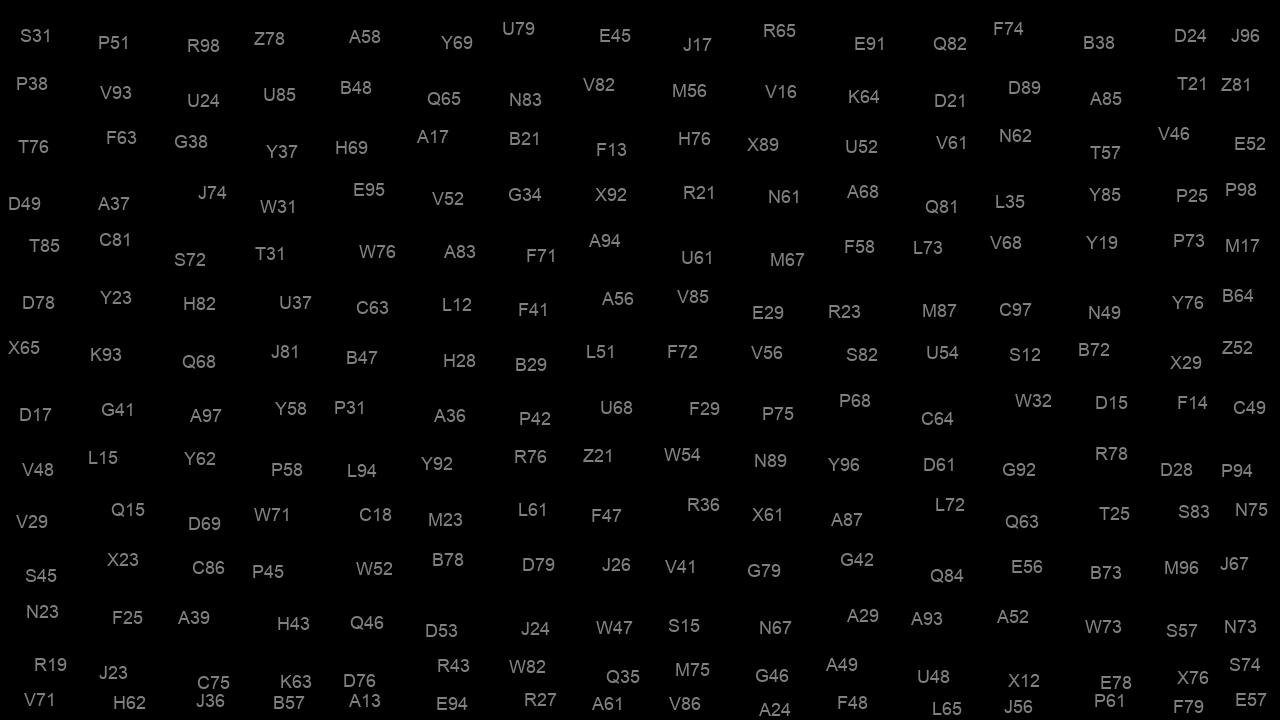 S31 P51 R98 Z78 A58 Y69 U79 E45 J17 R65 E91 Q82 F74 B38 D24 J96
P38 V93 U24 U85 B48 Q65 N83 V82 M56 V16 K64 D21 D89 A85 T21 Z81
T76 F63 G38 Y37 H69 A17 B21 F13 H76 X89 U52 V61 N62 T57 V46 E52
D49 A37 J74 W31 E95 V52 G34 X92 R21 N61 A68 Q81 L35 Y85 P25 P98
T85 C81 S72 T31 W76 A83 F71 A94 U61 M67 F58 L73 V68 Y19 P73 M17
D78 Y23 H82 U37 C63 L12 F41 A56 V85 E29 R23 M87 C97 N49 Y76 B64
X65 K93 Q68 J81 B47 H28 B29 L51 F72 V56 S82 U54 S12 B72 X29 Z52
D17 G41 A97 Y58 P31 A36 P42 U68 F29 P75 P68 C64 W32 D15 F14 C49
V48 L15 Y62 P58 L94 Y92 R76 Z21 W54 N89 Y96 D61 G92 R78 D28 P94
V29 Q15 D69 W71 C18 M23 L61 F47 R36 X61 A87 L72 Q63 T25 S83 N75
S45 X23 C86 P45 W52 B78 D79 J26 V41 G79 G42 Q84 E56 B73 M96 J67
N23 F25 A39 H43 Q46 D53 J24 W47 S15 N67 A29 A93 A52 W73 S57 N73
R19 J23 C75 K63 D76 R43 W82 Q35 M75 G46 A49 U48 X12 E78 X76 S74
V71 H62 J36 B57 A13 E94 R27 A61 V86 A24 F48 L65 J56 P61 F79 E57